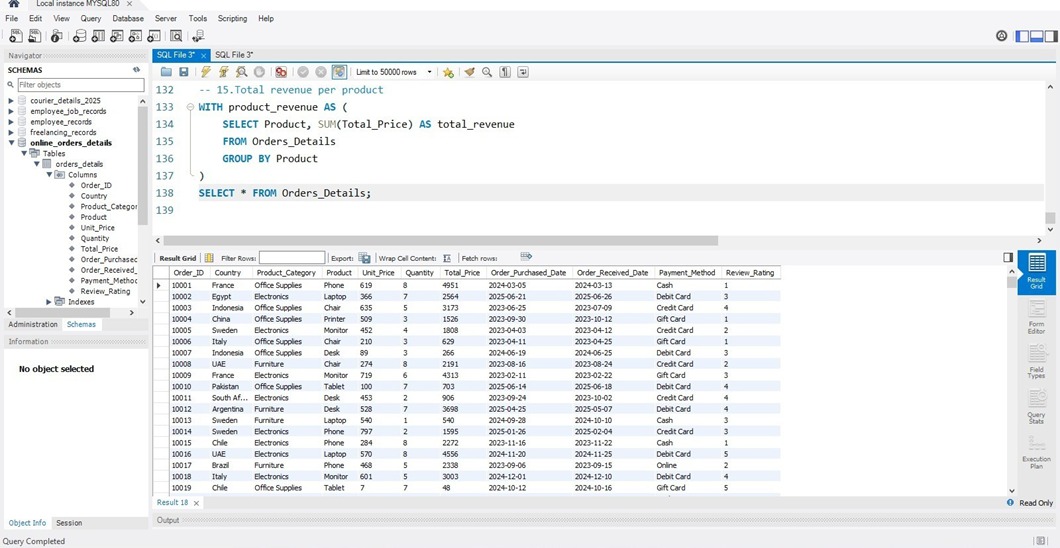 Local instance MYSQL80 ×
File Edit View Query Database Server Tools Scripting Help
Navigator
SCHEMAS
Filter objects
courier_details_2025
employee_job_records
employee_records
freelancing_records
online_orders_details
Tables
orders_details
Columns
Order_ID
Country
Product_Categor
Product
Unit_Price
Quantity
Total_Price
Order_Purchased
Order_Received_
Payment_Method
Review_Rating
Indexes
Administration Schemas
Information
No object selected
Object Info Session
Query Completed
SQL File 3* × SQL File 3*
Limit to 50000 rows
132 -- 15.Total revenue per product
133 WITH product_revenue AS (
134 SELECT Product, SUM(Total_Price) AS total_revenue
135 FROM Orders_Details
136 GROUP BY Product
137 )
138 SELECT * FROM Orders_Details;
139
Result Grid Filter Rows: Export: Wrap Cell Content: Fetch rows:
Order_ID Country Product_Category Product Unit_Price Quantity Total_Price Order_Purchased_Date Order_Received_Date Payment_Method Review_Rating
10001 France Office Supplies Phone 619 8 4951 2024-03-05 2024-03-13 Cash 1
10002 Egypt Electronics Laptop 366 7 2564 2025-06-21 2025-06-26 Debit Card 3
10003 Indonesia Office Supplies Chair 635 5 3173 2023-06-25 2023-07-09 Credit Card 4
10004 China Office Supplies Printer 509 3 1526 2023-09-30 2023-10-12 Gift Card 1
10005 Sweden Electronics Monitor 452 4 1808 2023-04-03 2023-04-12 Credit Card 2
10006 Italy Office Supplies Chair 210 3 629 2023-04-11 2023-04-25 Gift Card 1
10007 Indonesia Office Supplies Desk 89 3 266 2024-06-19 2024-06-25 Debit Card 3
10008 UAE Furniture Chair 274 8 2191 2023-08-16 2023-08-24 Credit Card 2
10009 France Electronics Monitor 719 6 4313 2023-02-11 2023-02-22 Gift Card 3
10010 Pakistan Office Supplies Tablet 100 7 703 2025-06-14 2025-06-18 Debit Card 4
10011 South Af... Electronics Desk 453 2 906 2023-09-24 2023-10-02 Credit Card 4
10012 Argentina Furniture Desk 528 7 3698 2025-04-25 2025-05-07 Debit Card 4
10013 Sweden Furniture Laptop 540 1 540 2024-09-28 2024-10-10 Cash 3
10014 Sweden Electronics Phone 797 2 1595 2025-01-26 2025-02-04 Credit Card 3
10015 Chile Electronics Phone 284 8 2272 2023-11-16 2023-11-22 Cash 1
10016 UAE Electronics Laptop 570 8 4556 2024-11-20 2024-11-25 Debit Card 5
10017 Brazil Furniture Phone 468 5 2338 2023-09-06 2023-09-15 Online 2
10018 Italy Electronics Monitor 601 5 3003 2024-12-01 2024-12-10 Debit Card 4
10019 Chile Office Supplies Tablet 7 7 48 2024-10-12 2024-10-16 Gift Card 5
Result 18 ×
Output
Result Grid
Form Editor
Field Types
Query Stats
Execution Plan
Read Only